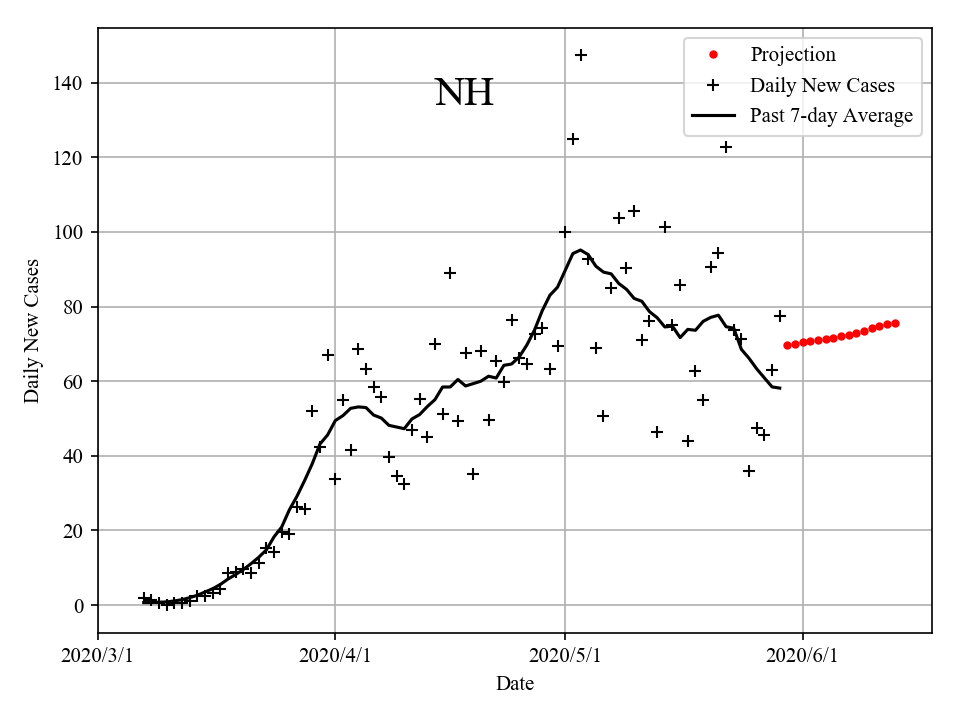 NH
Projection
Daily New Cases
Past 7-day Average
140
120
100
80
60
40
20
0
Daily New Cases
2020/3/1
2020/4/1
2020/5/1
2020/6/1
Date